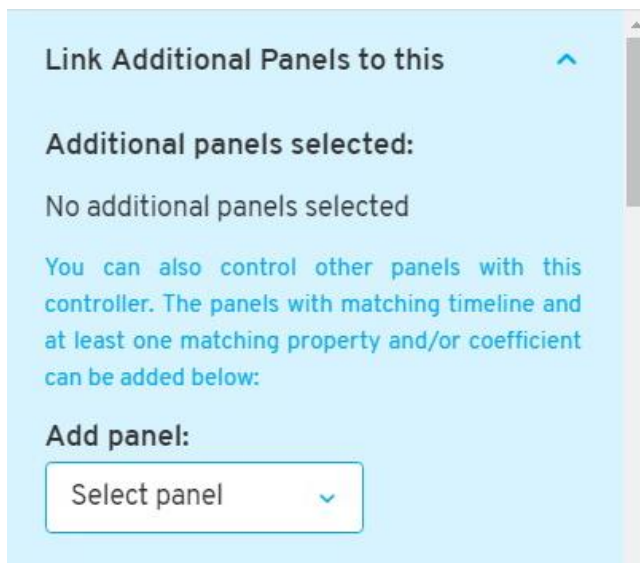 Link Additional Panels to this
Additional panels selected:
No additional panels selected
You can also control other panels with this
controller. The panels with matching timeline and
at least one matching property and/or coefficient
can be added below:
Add panel:
Select panel